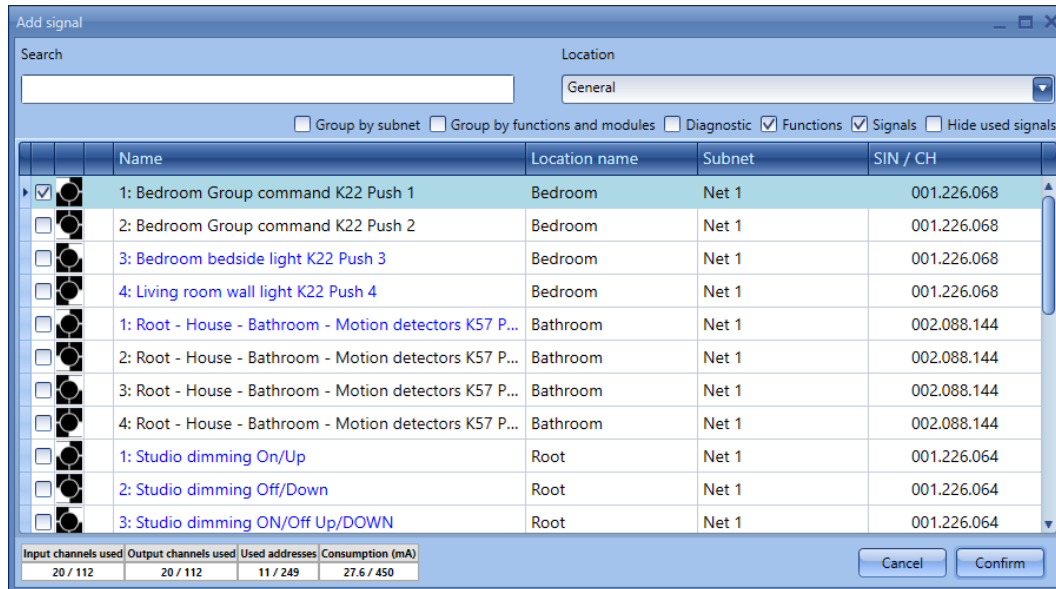 Add signal
Search Location
General
Group by subnet Group by functions and modules Diagnostic Functions Signals Hide used signals
Name Location name Subnet SIN / CH
1: Bedroom Group command K22 Push 1 Bedroom Net 1 001.226.068
2: Bedroom Group command K22 Push 2 Bedroom Net 1 001.226.068
3: Bedroom bedside light K22 Push 3 Bedroom Net 1 001.226.068
4: Living room wall light K22 Push 4 Bedroom Net 1 001.226.068
1: Root - House - Bathroom - Motion detectors K57 P... Bathroom Net 1 002.088.144
2: Root - House - Bathroom - Motion detectors K57 P... Bathroom Net 1 002.088.144
3: Root - House - Bathroom - Motion detectors K57 P... Bathroom Net 1 002.088.144
4: Root - House - Bathroom - Motion detectors K57 P... Bathroom Net 1 002.088.144
1: Studio dimming On/Up Root Net 1 001.226.064
2: Studio dimming Off/Down Root Net 1 001.226.064
3: Studio dimming ON/Off Up/DOWN Root Net 1 001.226.064
Input channels used Output channels used Used addresses Consumption (mA)
20 / 112 20 / 112 11 / 249 27.6 / 450
Cancel Confirm